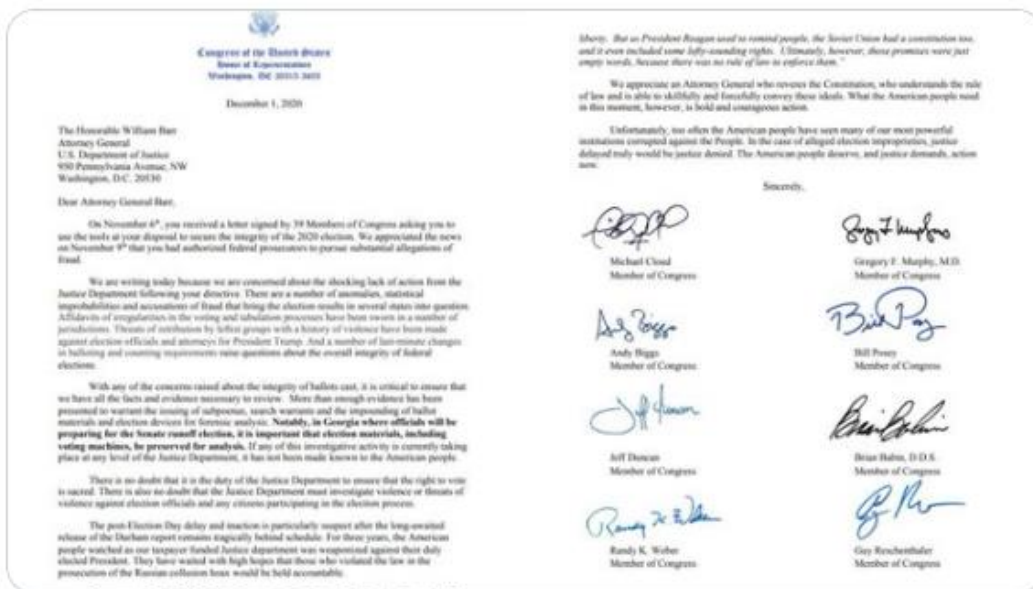 Congress of the United States
House of Representatives
Washington, DC 20515-
December 1, 2020
The Honorable William Barr
Attorney General
U.S. Department of Justice
950 Pennsylvania Avenue, NW
Washington, D.C. 20530
Dear Attorney General Barr,
On November 6th, you received a letter signed by 39 Members of Congress asking you to
use the tools at your disposal to secure the integrity of the 2020 election. We appreciated the news
on November 9th that you had authorized federal prosecutors to pursue substantial allegations of
fraud.
We are writing today because we are concerned about the shocking lack of action from the
Justice Department following your directive. There are a number of anomalies, statistical
improbabilities and accusations of fraud that bring the election results in several states into question.
Affidavits of irregularities in the voting and tabulation processes have been sworn in a number of
jurisdictions. Threats of retribution by leftist groups with a history of violence have been made
against election officials and attorneys for President Trump. And a number of last-minute changes
in balloting and counting requirements raise questions about the overall integrity of federal
elections.
With any of the concerns raised about the integrity of ballots cast, it is critical to ensure that
we have all the facts and evidence necessary to review. More than enough evidence has been
presented to warrant the issuing of subpoenas, search warrants and the impounding of ballot
materials and election devices for forensic analysis. Notably, in Georgia where officials will be
preparing for the Senate runoff election, it is important that election materials, including
voting machines, be preserved for analysis. If any of this investigative activity is currently taking
place at any level of the Justice Department, it has not been made known to the American people.
There is no doubt that it is the duty of the Justice Department to ensure that the right to vote
is sacred. There is also no doubt that the Justice Department must investigate violence or threats of
violence against election officials and any citizens participating in the election process.
The post-Election Day delay and inaction is particularly suspect after the long-awaited
release of the Durham report remains tragically behind schedule. For three years, the American
people watched as our taxpayer funded Justice department was weaponized against their duly
elected President. They have waited with high hopes that those who violated the law in the
prosecution of the Russian collusion hoax would be held accountable.
liberty. But as President Reagan used to remind people, the Soviet Union had a constitution too,
and it even included some lofty-sounding rights. Ultimately, however, those promises were just
empty words, because there was no rule of law to enforce them."
We appreciate an Attorney General who reveres the Constitution, who understands the rule
of law and is able to skillfully and forcefully convey these ideals. What the American people need
in this moment, however, is bold and courageous action.
Unfortunately, too often the American people have seen many of our most powerful
institutions corrupted against the People. In the case of alleged election improprieties, justice
delayed truly would be justice denied. The American people deserve, and justice demands, action
now.
Sincerely,
Michael Cloud
Member of Congress
Gregory F. Murphy, M.D.
Member of Congress
Andy Biggs
Andy Biggs
Member of Congress
Bill Posey
Bill Posey
Member of Congress
Jeff Duncan
Jeff Duncan
Member of Congress
Brian Babin
Brian Babin, D.D.S.
Member of Congress
Randy K. Weber
Randy K. Weber
Member of Congress
Guy Reschenthaler
Member of Congress